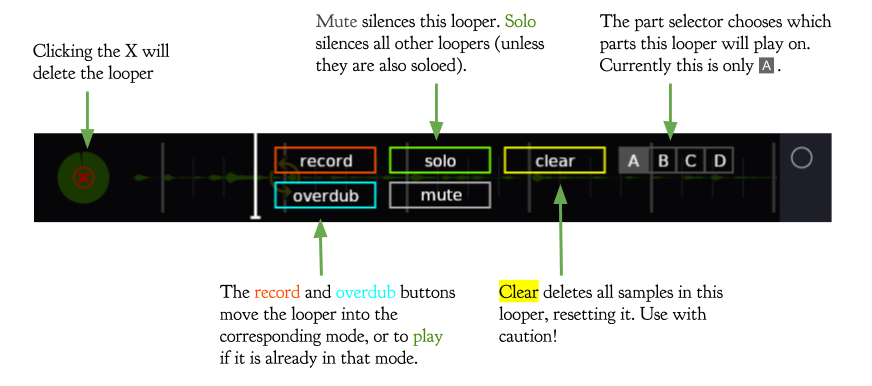 Clicking the X will
delete the looper
Mute silences this looper. Solo
silences all other loopers (unless
they are also soloed).
The part selector chooses which
parts this looper will play on.
Currently this is only A .
record
solo
clear
A B C D
overdub
mute
The record and overdub buttons
move the looper into the
corresponding mode, or to play
if it is already in that mode.
Clear deletes all samples in this
looper, resetting it. Use with
caution!